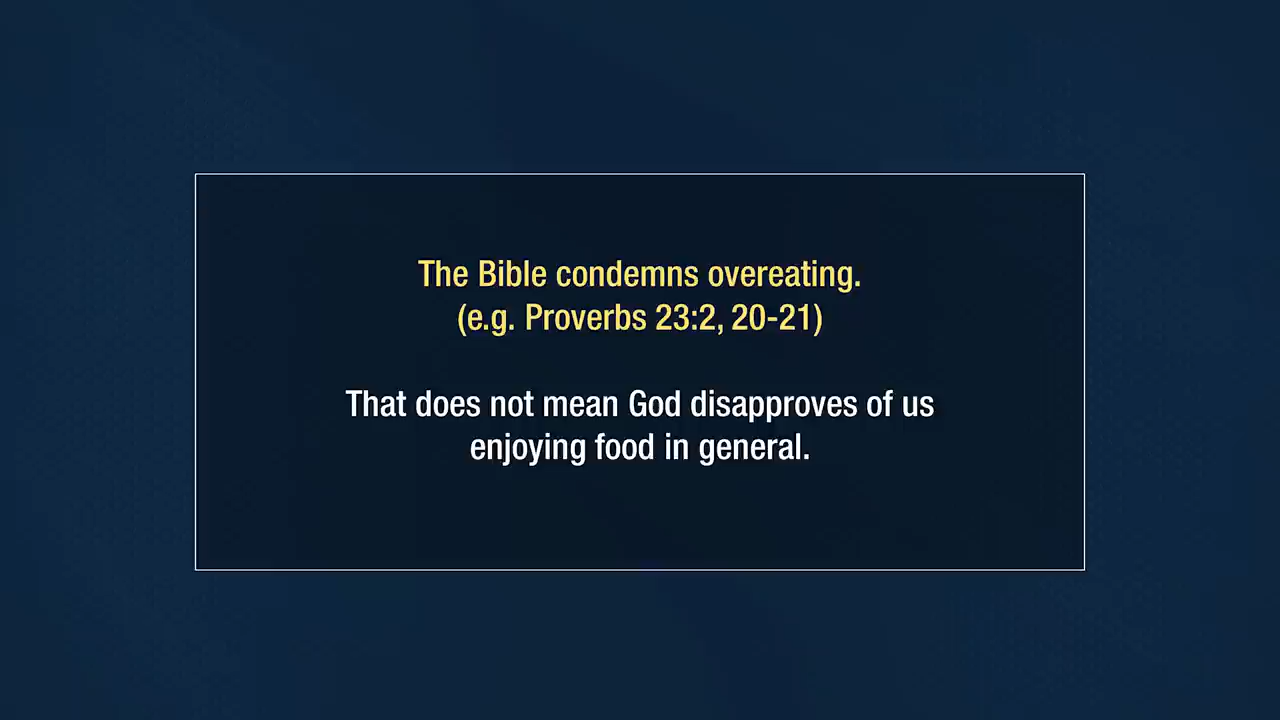 The Bible condemns overeating.
(e.g. Proverbs 23:2, 20-21)
That does not mean God disapproves of us
enjoying food in general.